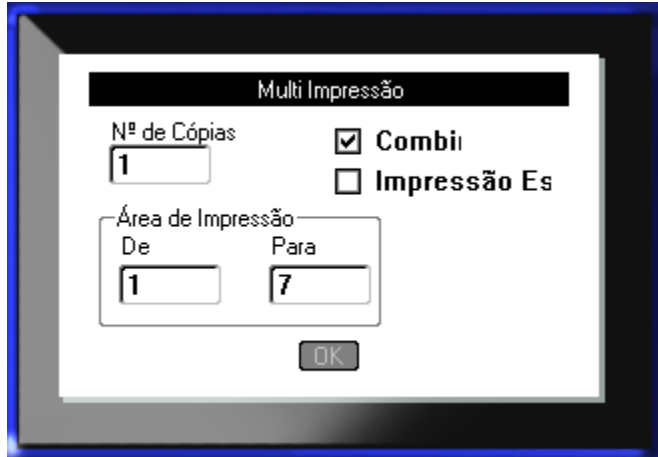 Multi Impressão
Nº de Cópias
1
Combi
Impressão Es
Área de Impressão
De Para
1 7
OK